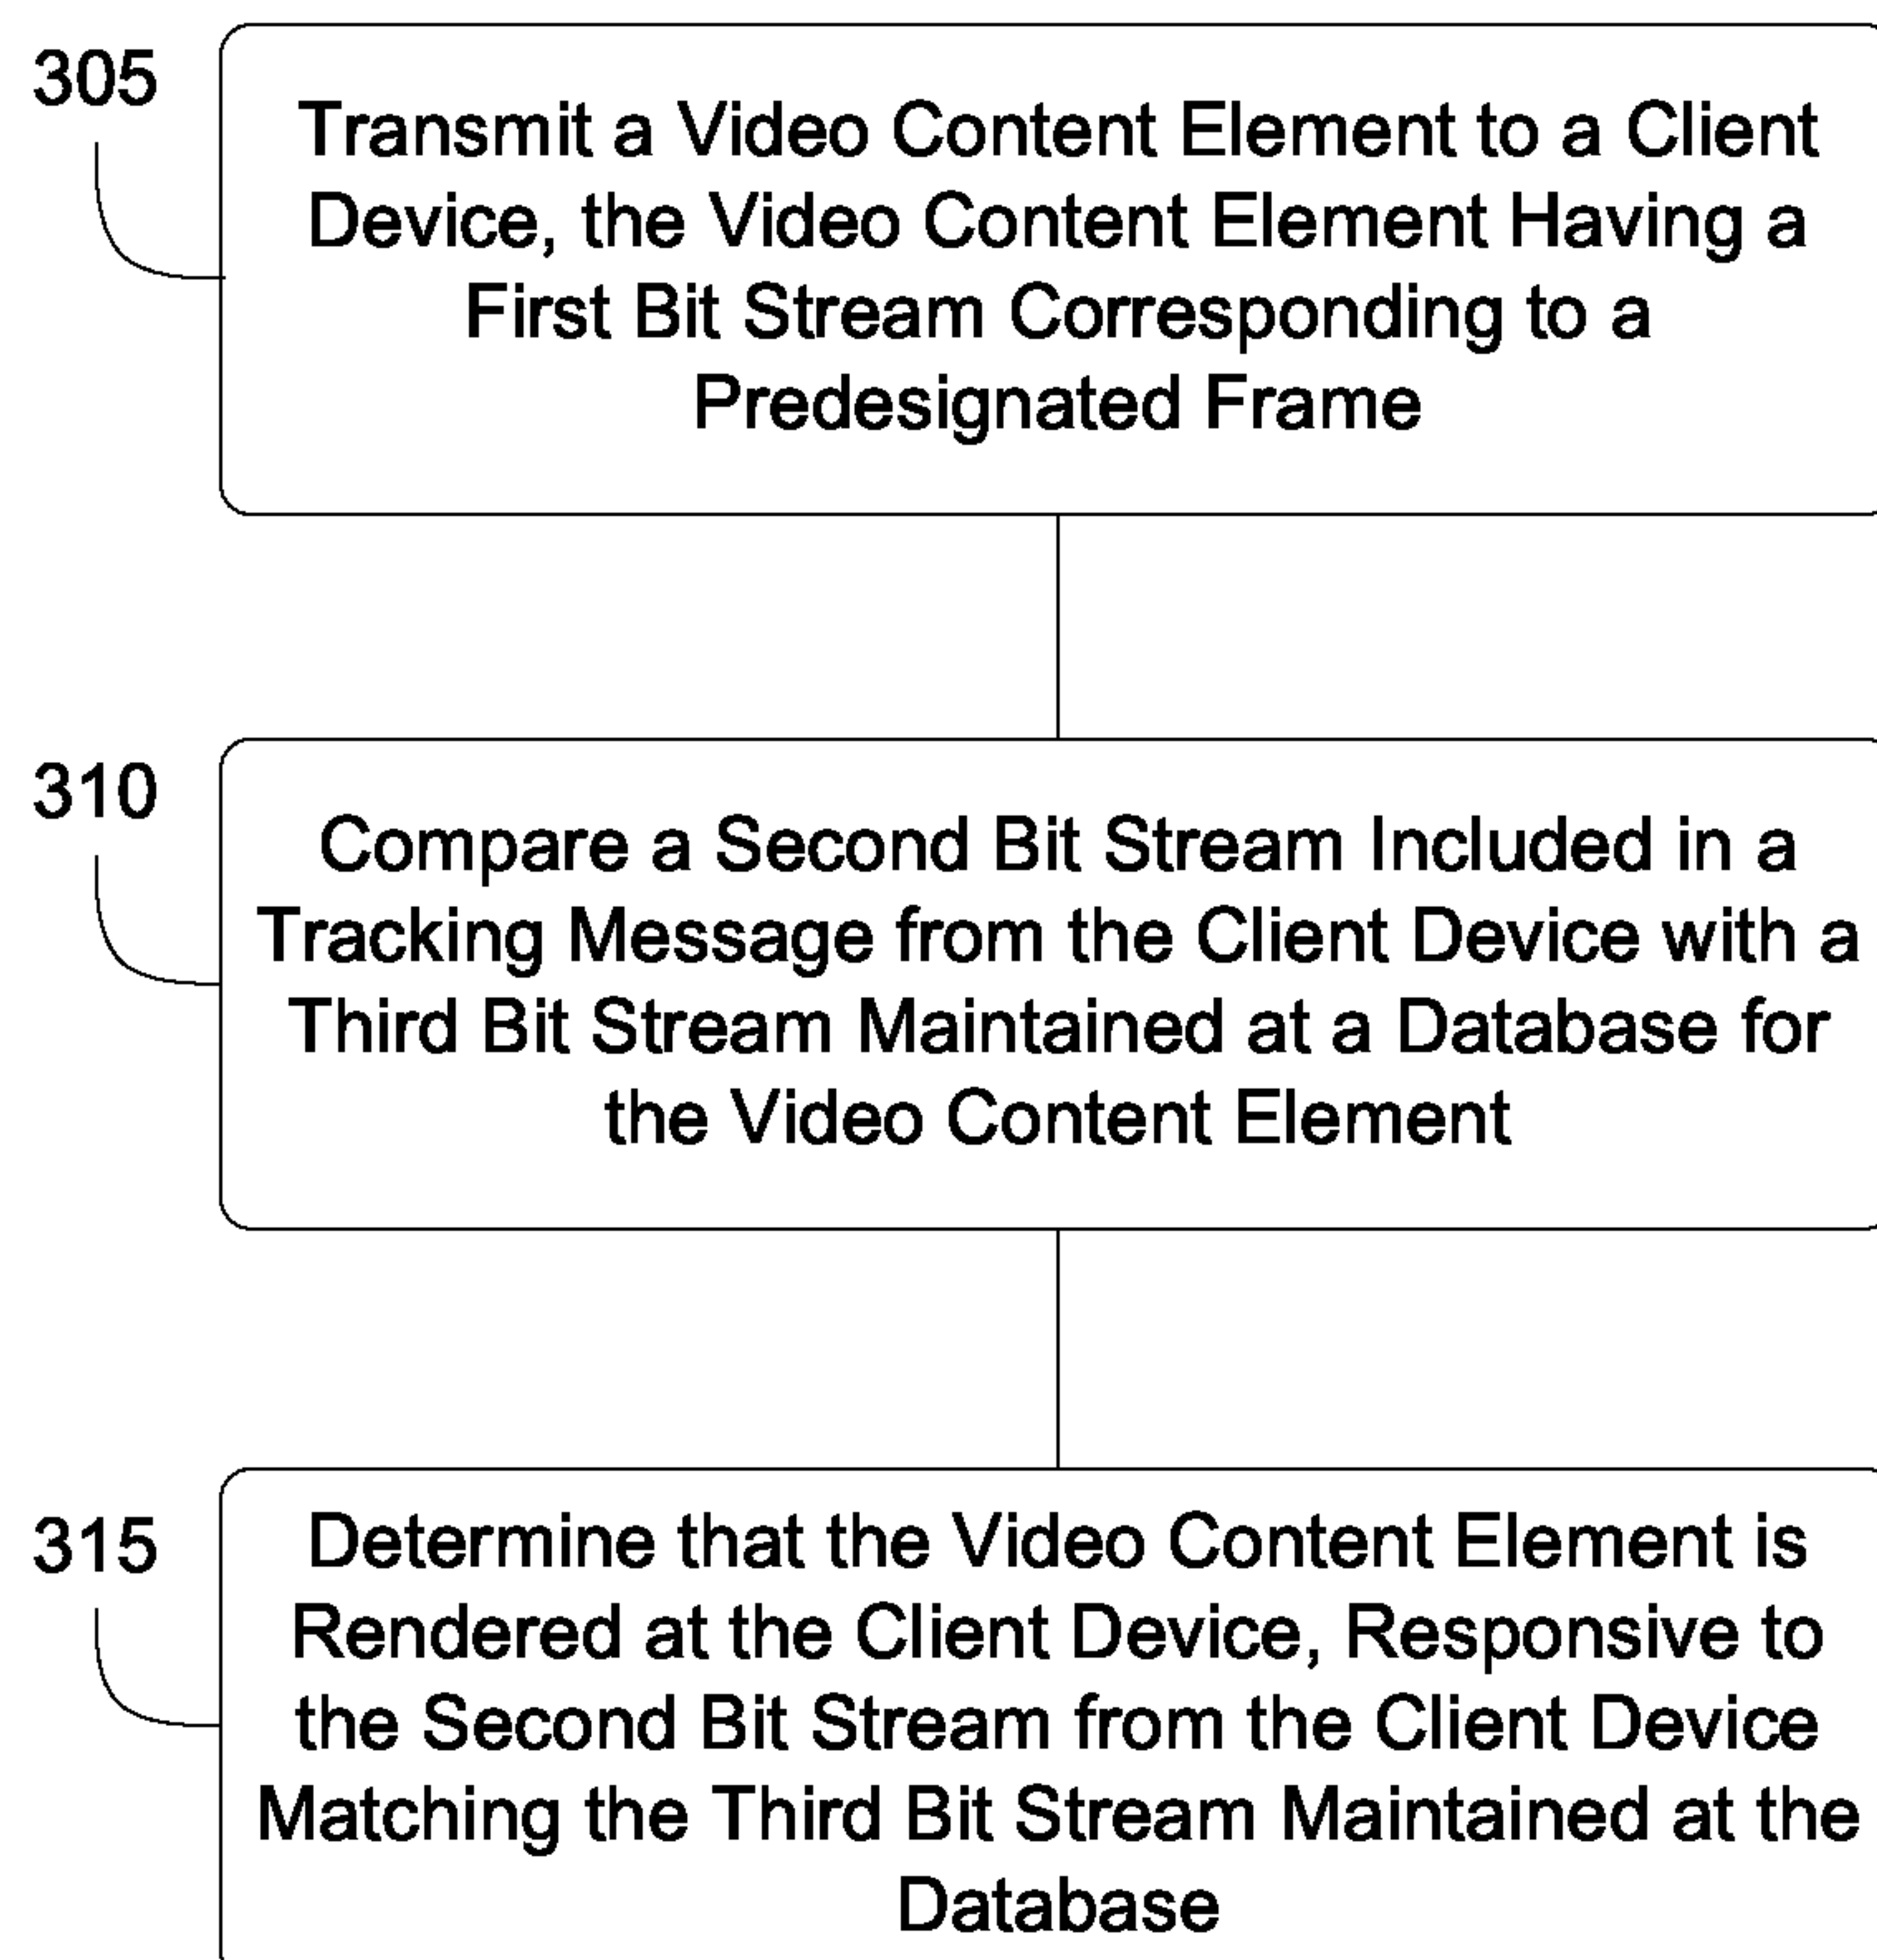 305
Transmit a Video Content Element to a Client
Device, the Video Content Element Having a
First Bit Stream Corresponding to a
Predesignated Frame
310
Compare a Second Bit Stream Included in a
Tracking Message from the Client Device with a
Third Bit Stream Maintained at a Database for
the Video Content Element
315
Determine that the Video Content Element is
Rendered at the Client Device, Responsive to
the Second Bit Stream from the Client Device
Matching the Third Bit Stream Maintained at the
Database